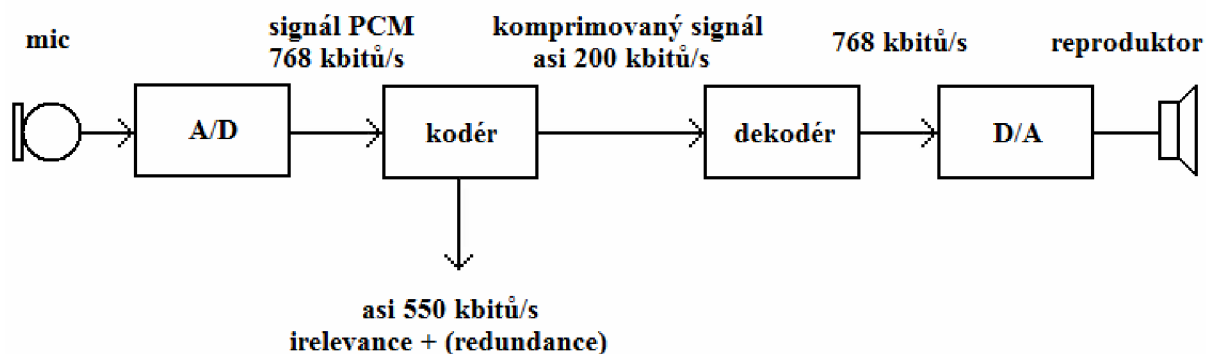 mic
signál PCM
768 kbitů/s
komprimovaný signál
asi 200 kbitů/s
768 kbitů/s
reproduktor
A/D
kodér
dekodér
D/A
asi 550 kbitů/s
irelevance + (redundance)